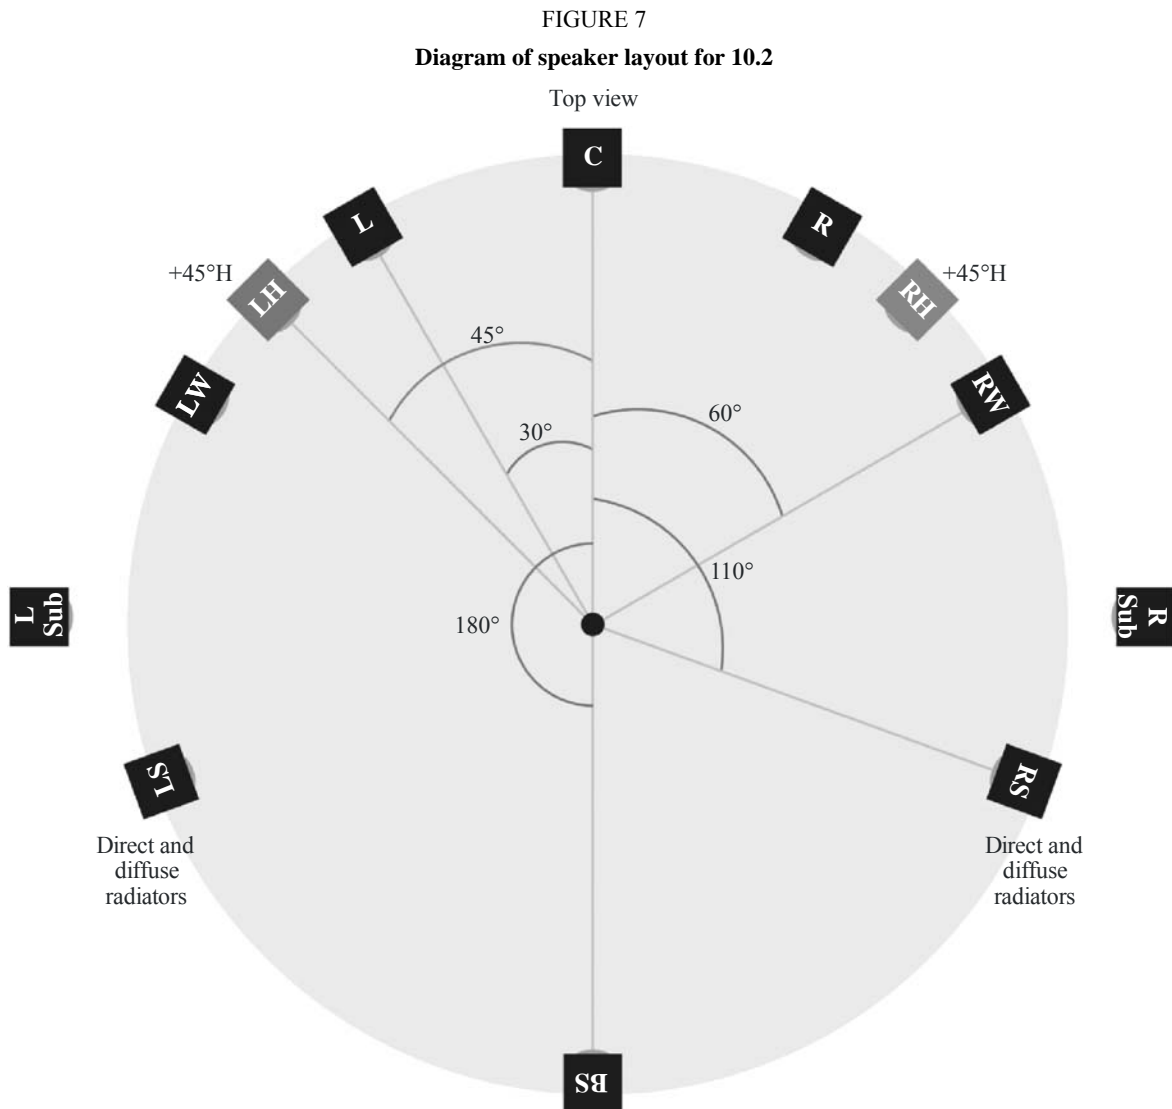 FIGURE 7
Diagram of speaker layout for 10.2
Top view
C
L
R
+45°H
LH
RH
+45°H
45°
LW
RW
60°
30°
110°
180°
L
Sub
R
Sub
LS
RS
Direct and
diffuse
radiators
Direct and
diffuse
radiators
BS